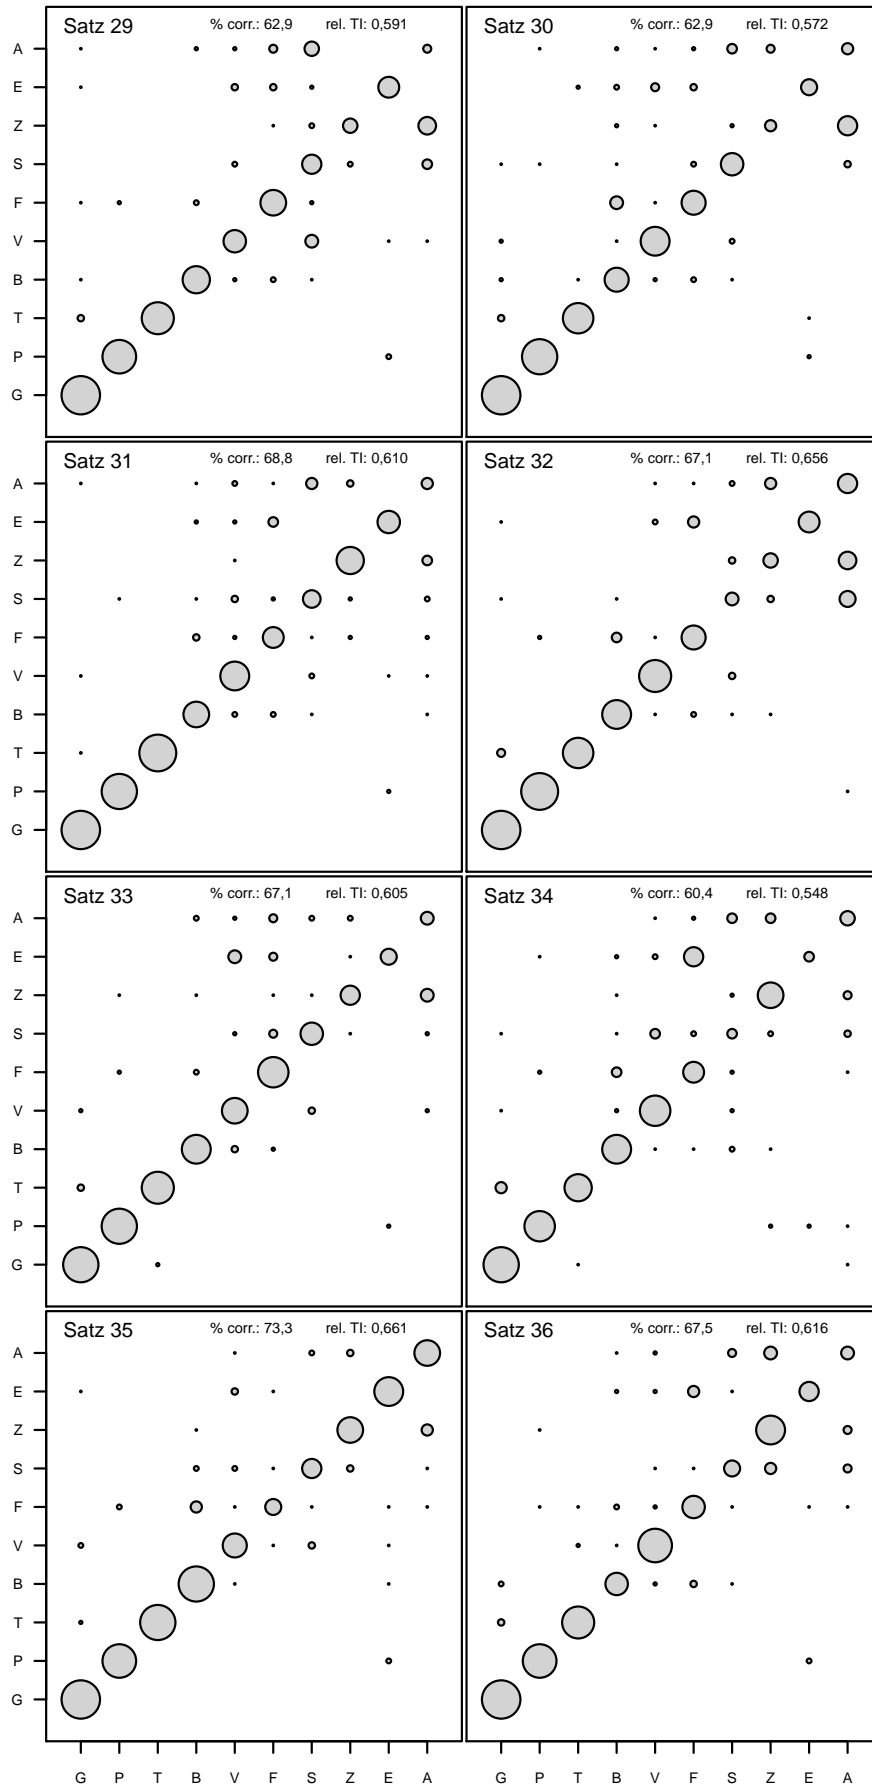 Satz 29 % corr.: 62,9 rel. TI: 0,591
Satz 30 % corr.: 62,9 rel. TI: 0,572
A
E
Z
S
F
V
B
T
P
G
Satz 31 % corr.: 68,8 rel. TI: 0,610
Satz 32 % corr.: 67,1 rel. TI: 0,656
A
E
Z
S
F
V
B
T
P
G
Satz 33 % corr.: 67,1 rel. TI: 0,605
Satz 34 % corr.: 60,4 rel. TI: 0,548
A
E
Z
S
F
V
B
T
P
G
Satz 35 % corr.: 73,3 rel. TI: 0,661
Satz 36 % corr.: 67,5 rel. TI: 0,616
A
E
Z
S
F
V
B
T
P
G
G P T B V F S Z E A
G P T B V F S Z E A